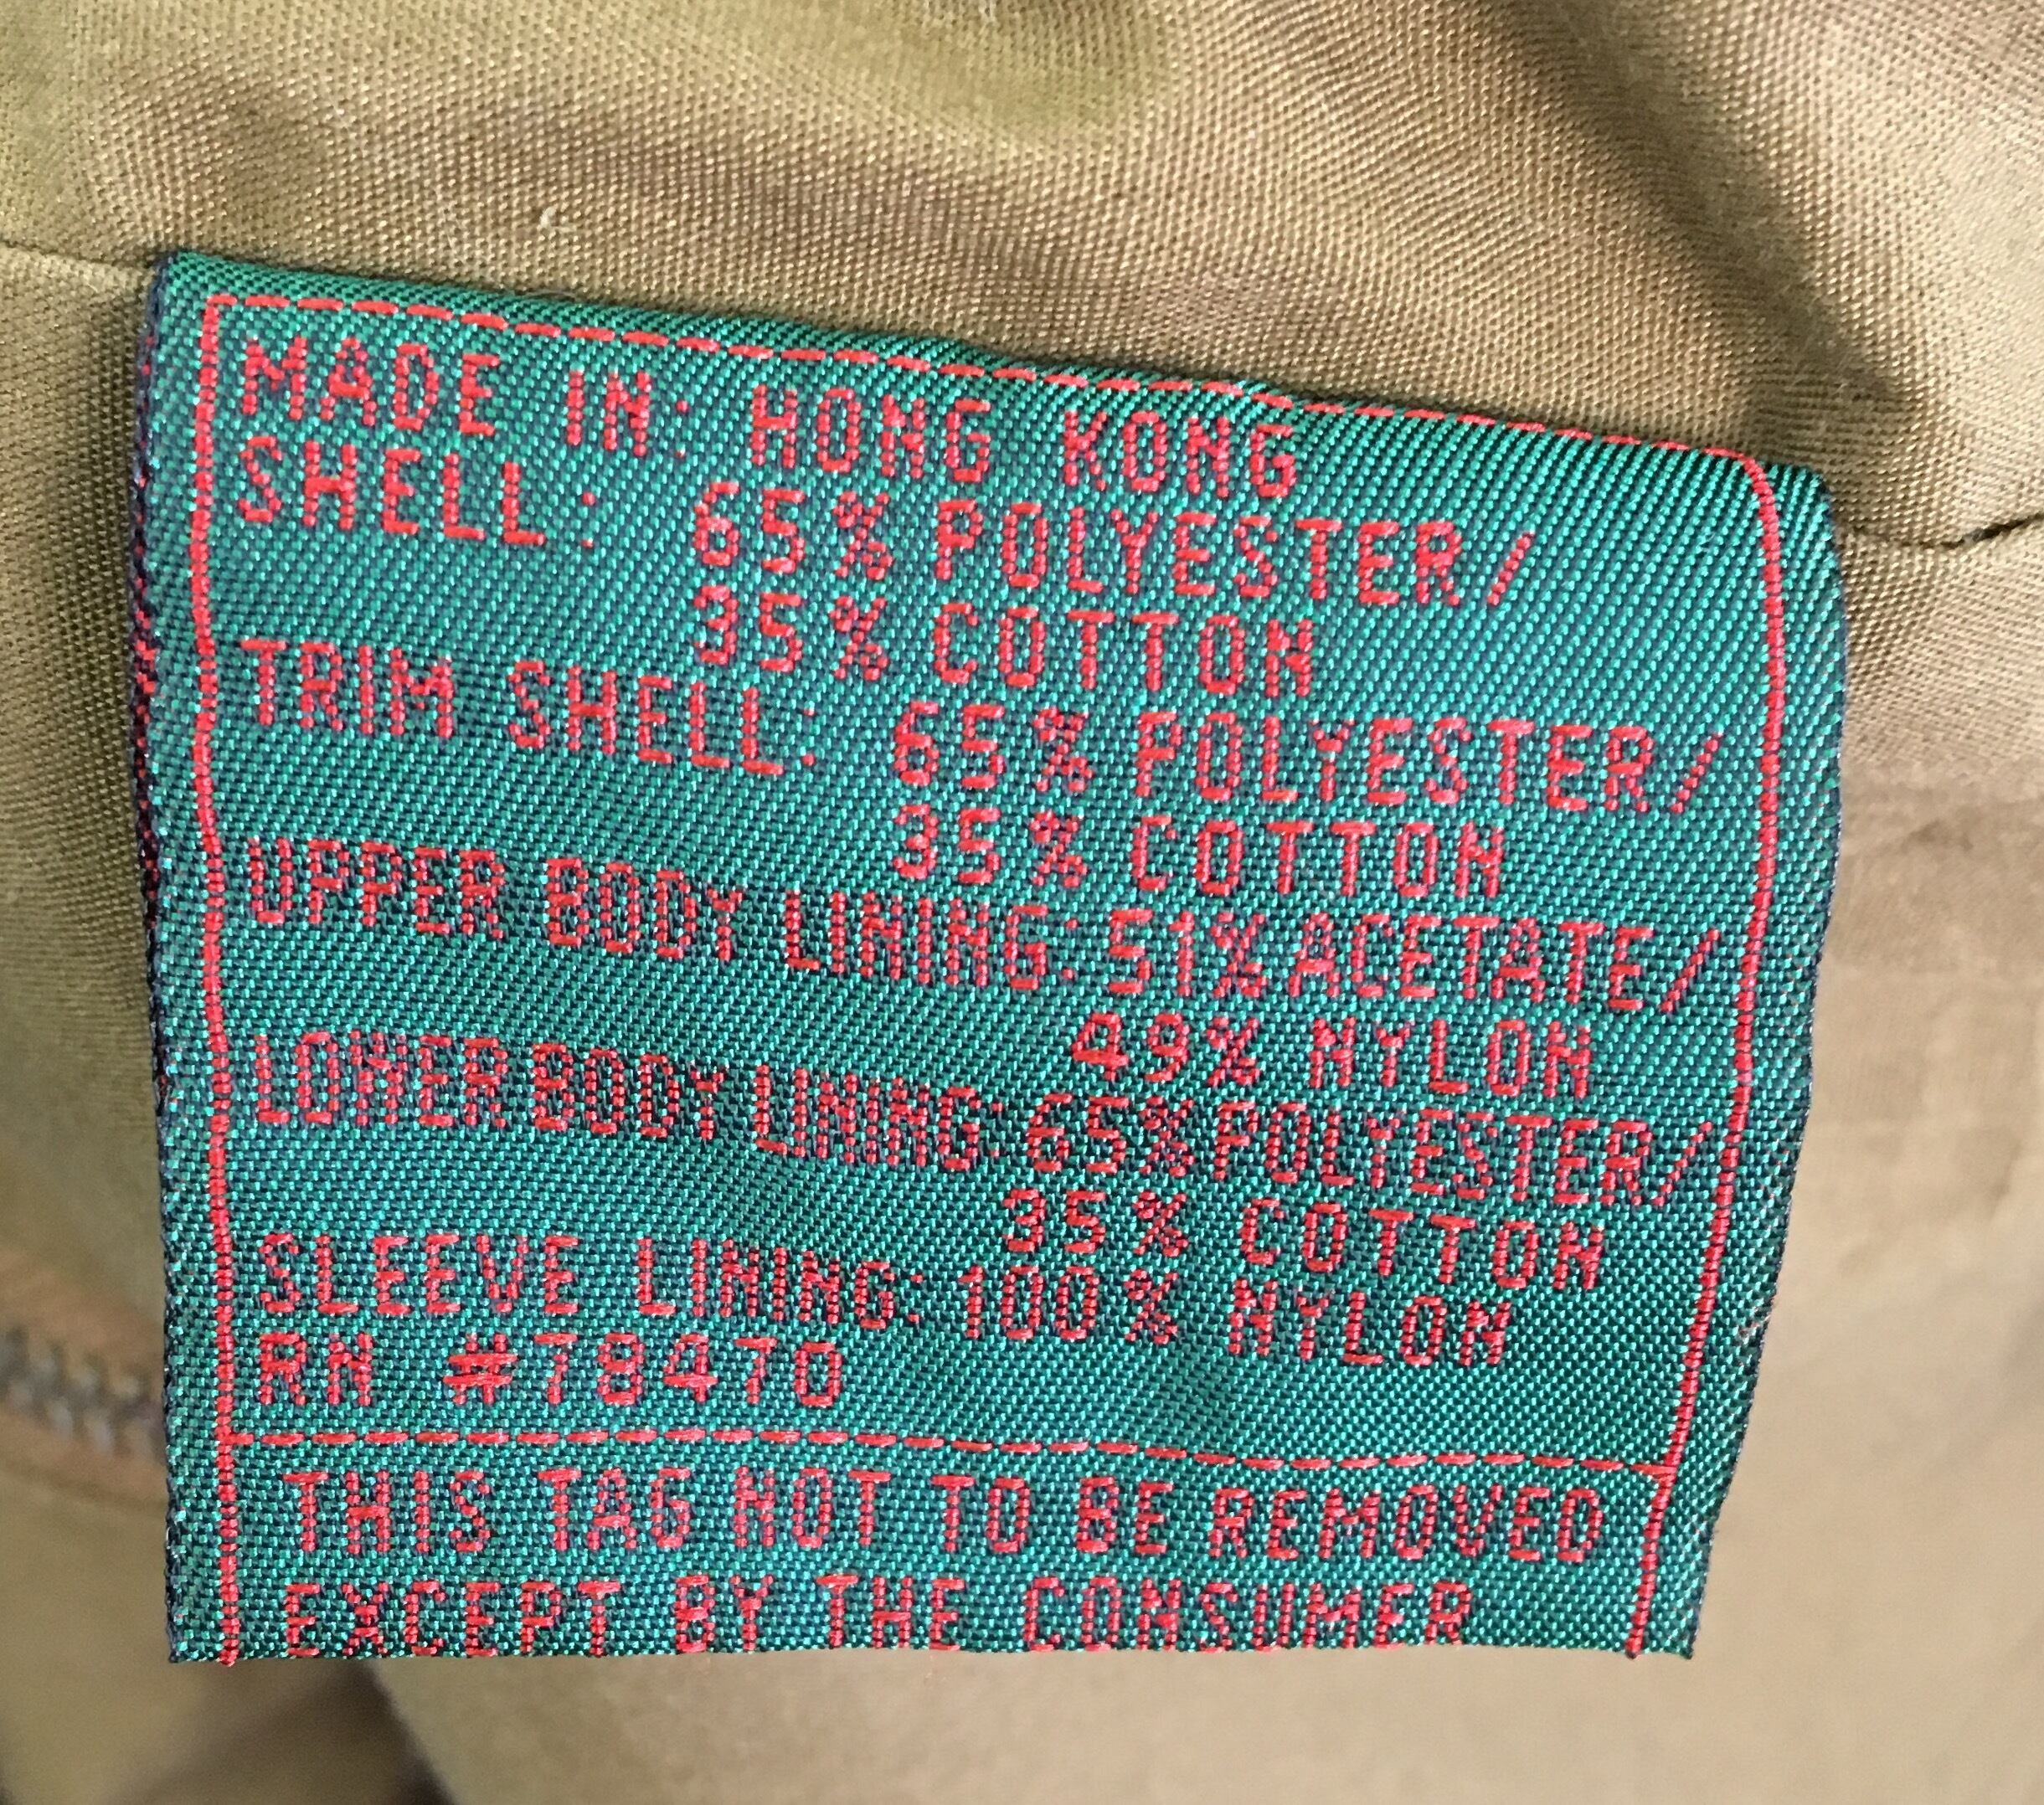 MADE IN: HONG KONG
SHELL: 65% POLYESTER/
35% COTTON
TRIM SHELL: 65% POLYESTER/
35% COTTON
UPPER BODY LINING: 51% ACETATE/
49% NYLON
LOWER BODY LINING: 65% POLYESTER/
35% COTTON
SLEEVE LINING: 100% NYLON
RN #78470
THIS TAG NOT TO BE REMOVED
EXCEPT BY THE CONSUMER